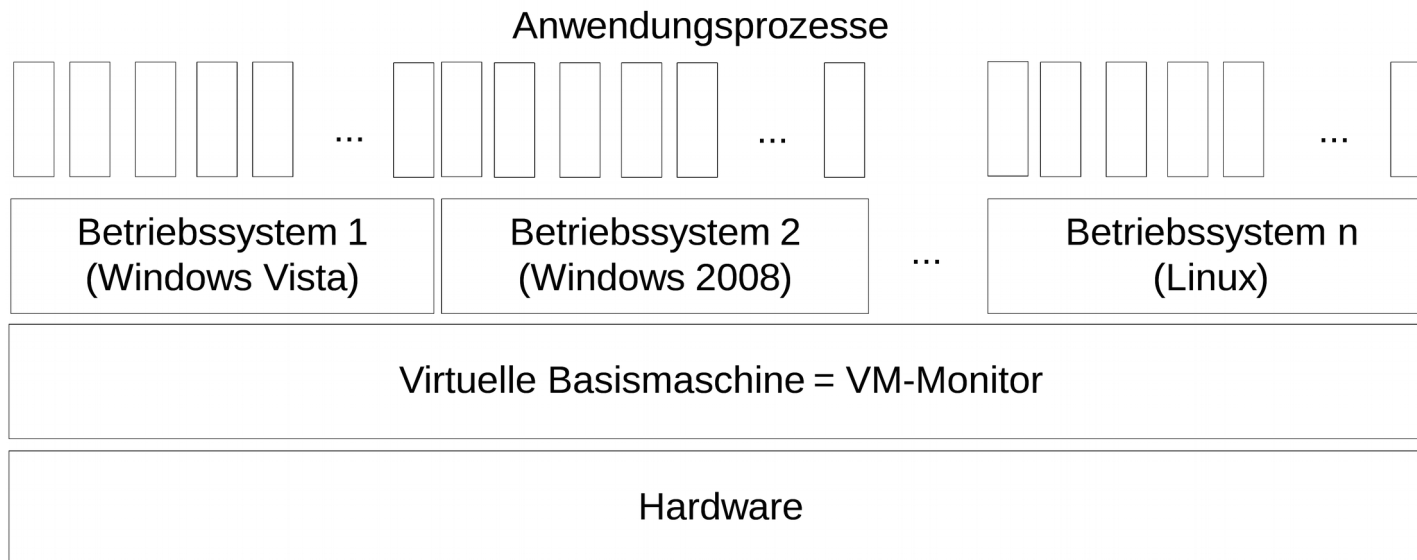 Anwendungsprozesse
... ... ...
Betriebssystem 1
(Windows Vista)
Betriebssystem 2
(Windows 2008)
...
Betriebssystem n
(Linux)
Virtuelle Basismaschine = VM-Monitor
Hardware